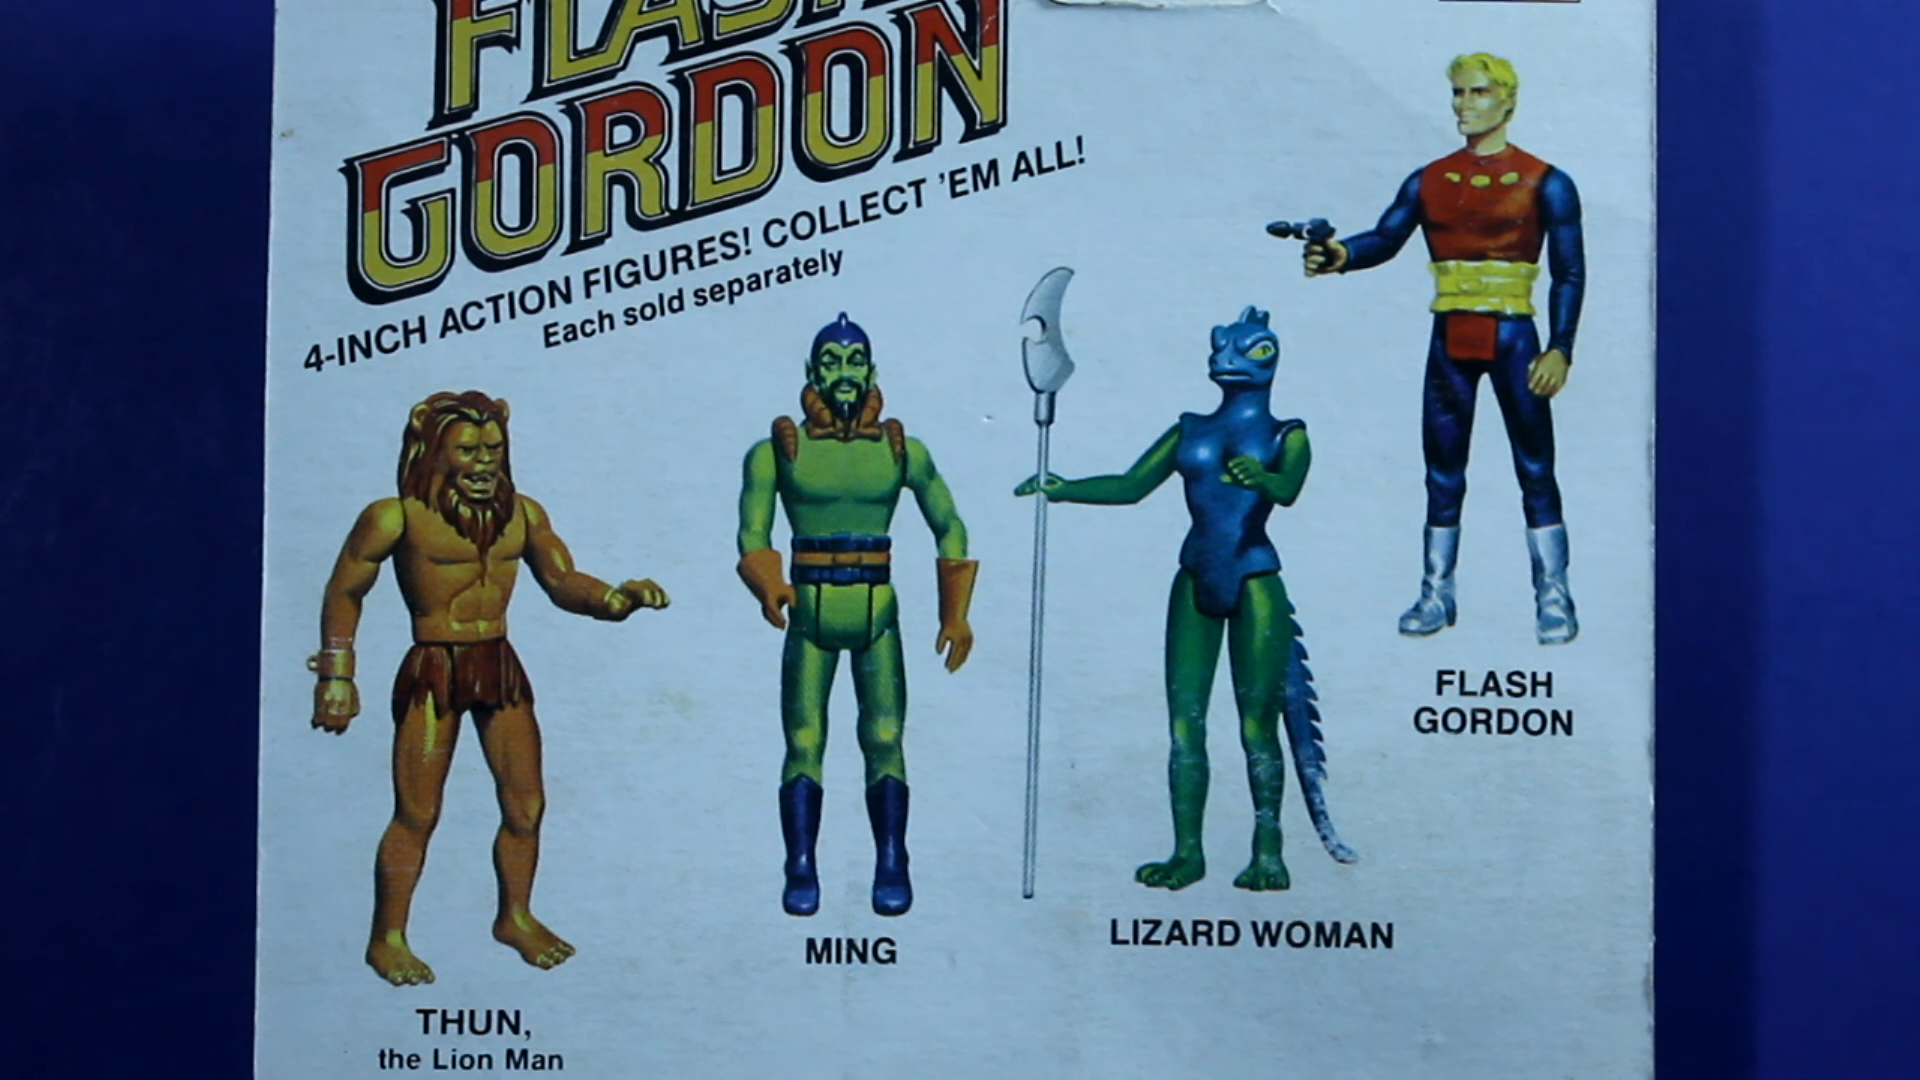 FLASH
GORDON
4-INCH ACTION FIGURES! COLLECT 'EM ALL!
Each sold separately
FLASH
GORDON
LIZARD WOMAN
MING
THUN,
the Lion Man